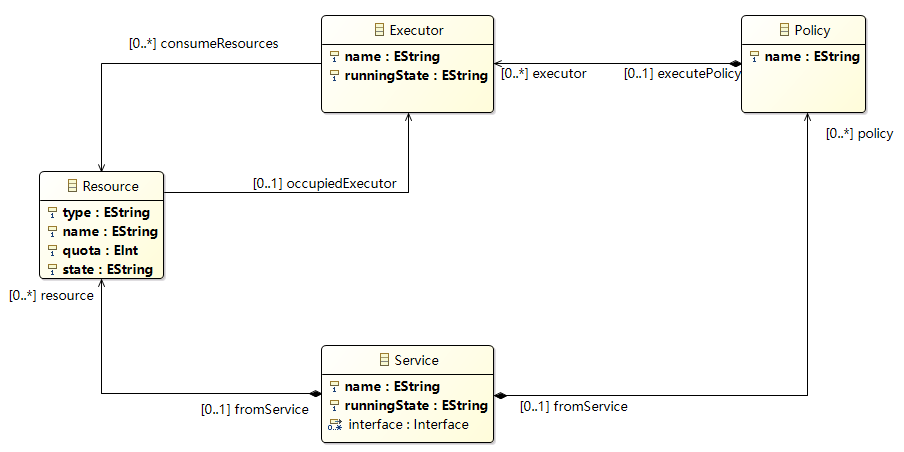 Executor
name : EString
runningState : EString
Policy
name : EString
[0..*] consumeResources
[0..*] executor
[0..1] executePolicy
[0..*] policy
[0..1] occupiedExecutor
Resource
type : EString
name : EString
quota : EInt
state : EString
[0..*] resource
Service
name : EString
runningState : EString
0..* interface : Interface
[0..1] fromService
[0..1] fromService